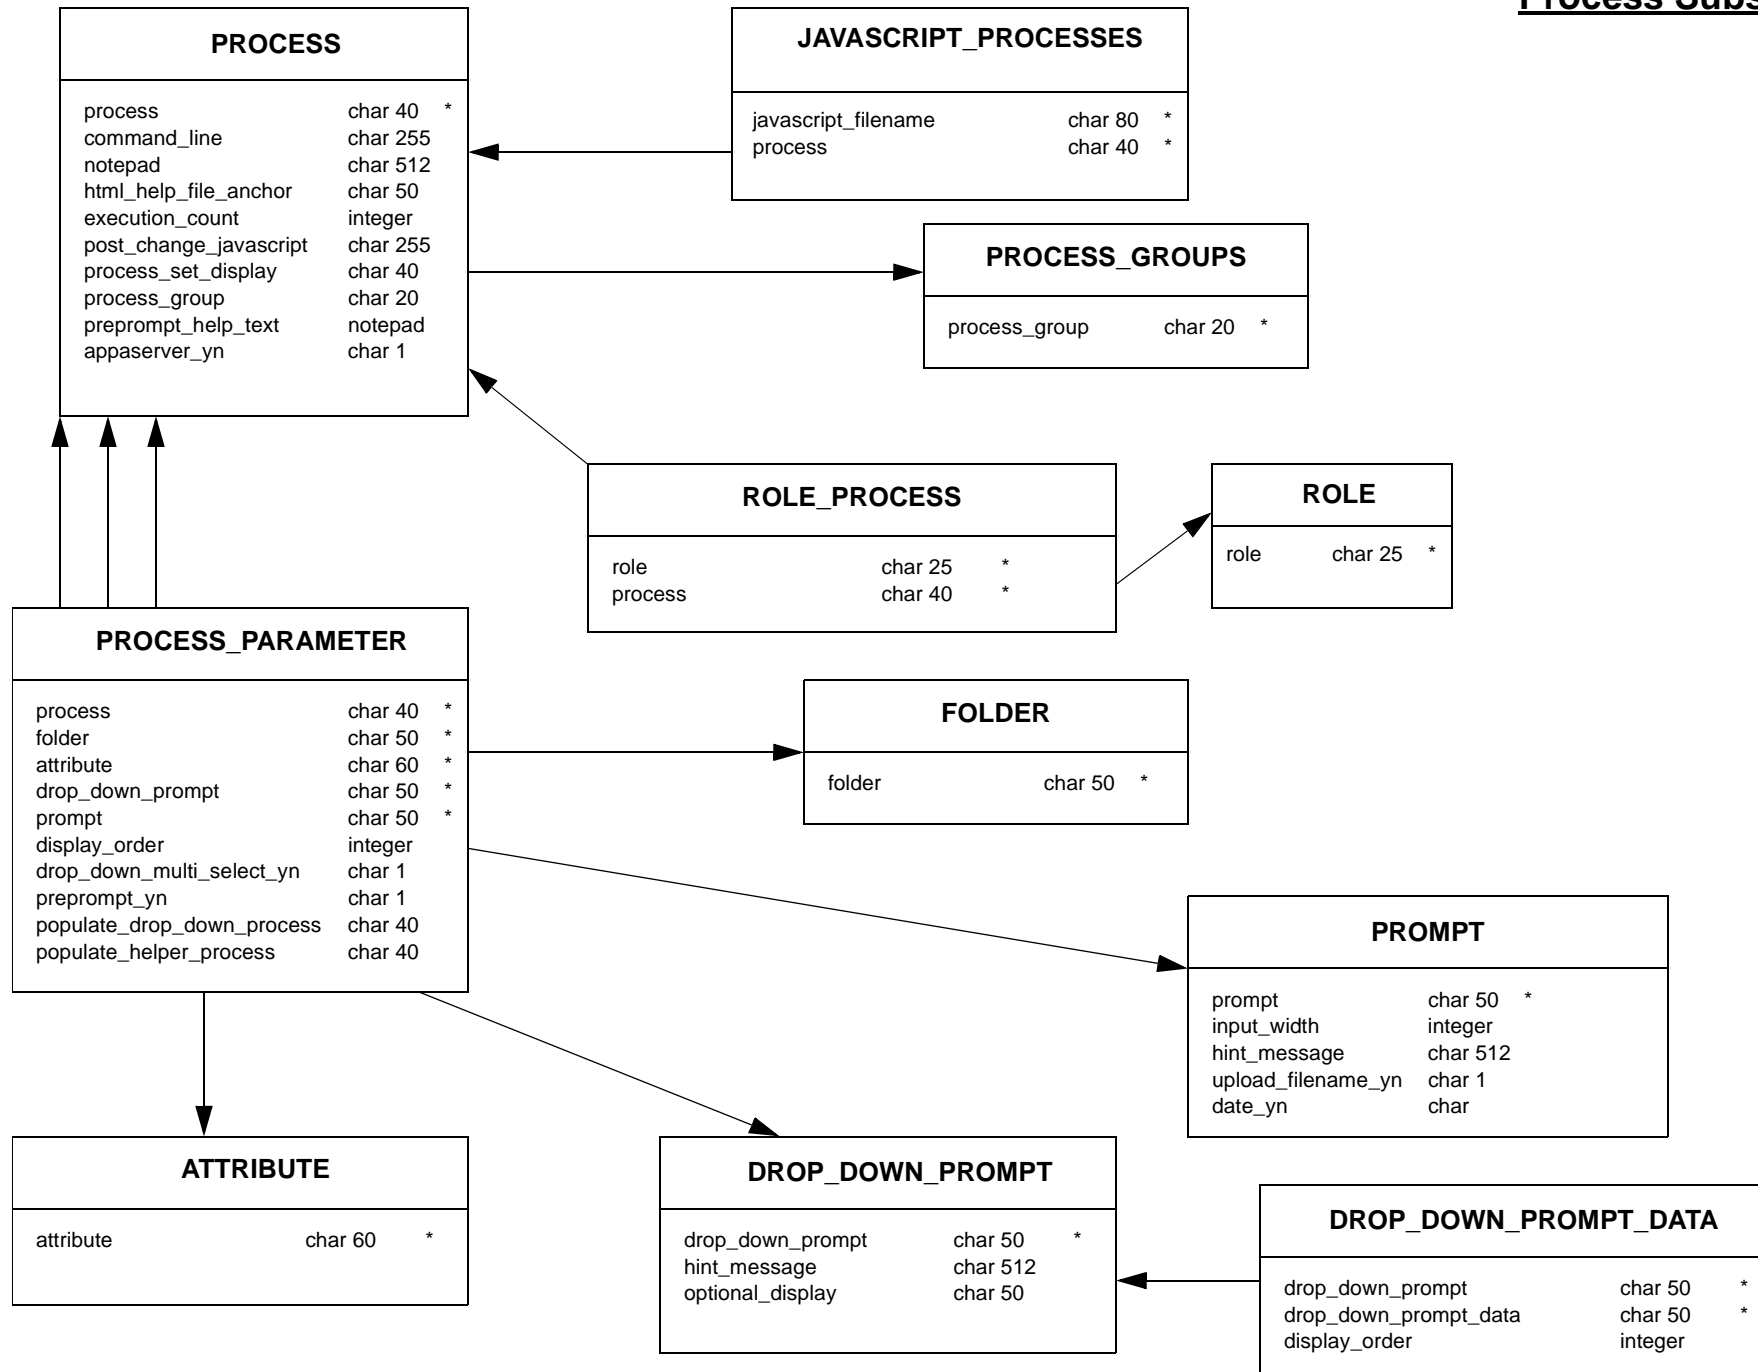 Process
PROCESS
process char 40 *
command_line char 255
notepad char 512
html_help_file_anchor char 50
execution_count integer
post_change_javascript char 255
process_set_display char 40
process_group char 20
preprompt_help_text notepad
appaserver_yn char 1
JAVASCRIPT_PROCESSES
javascript_filename char 80 *
process char 40 *
PROCESS_GROUPS
process_group char 20 *
ROLE_PROCESS
role char 25 *
process char 40 *
ROLE
role char 25 *
PROCESS_PARAMETER
process char 40 *
folder char 50 *
attribute char 60 *
drop_down_prompt char 50 *
prompt char 50 *
display_order integer
drop_down_multi_select_yn char 1
preprompt_yn char 1
populate_drop_down_process char 40
populate_helper_process char 40
FOLDER
folder char 50 *
PROMPT
prompt char 50 *
input_width integer
hint_message char 512
upload_filename_yn char 1
date_yn char
ATTRIBUTE
attribute char 60 *
DROP_DOWN_PROMPT
drop_down_prompt char 50 *
hint_message char 512
optional_display char 50
DROP_DOWN_PROMPT_DATA
drop_down_prompt char 50 *
drop_down_prompt_data char 50 *
display_order integer